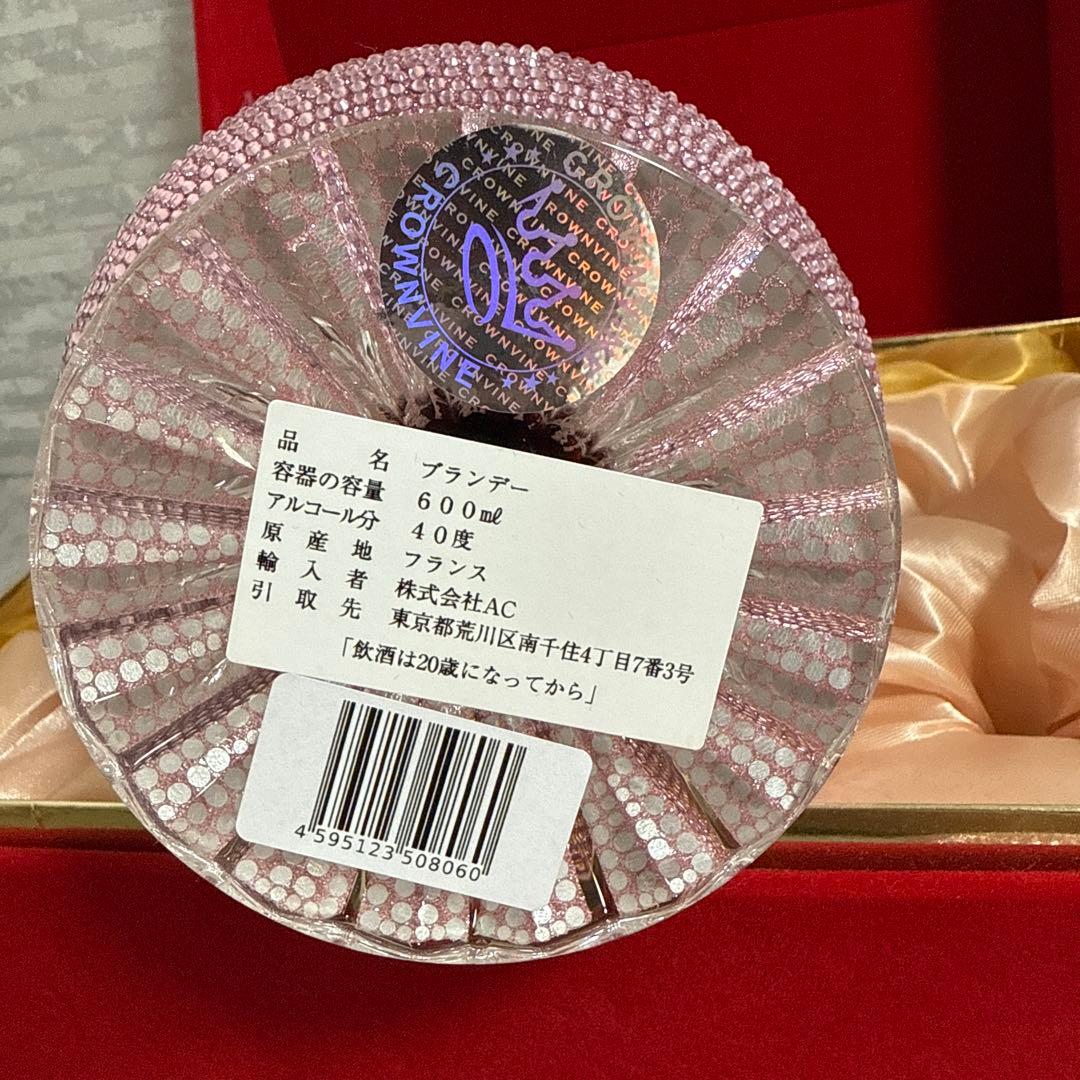 CROWNVINE
品名 ブランデー
容器の容量 600㎖
アルコール分 40度
原産地 フランス
輸入者 株式会社AC
引取先 東京都荒川区南千住4丁目7番3号
「飲酒は20歳になってから」
4 595123 508060